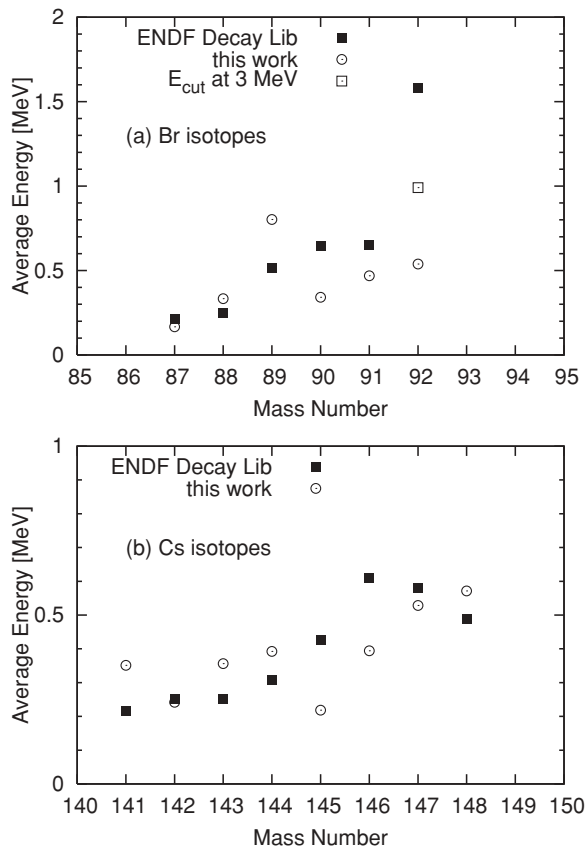 2
1.5
1
0.5
0
Average Energy [MeV]
ENDF Decay Lib
this work
E_cut at 3 MeV
(a) Br isotopes
85 86 87 88 89 90 91 92 93 94 95
Mass Number
1
0.5
0
Average Energy [MeV]
ENDF Decay Lib
this work
(b) Cs isotopes
140 141 142 143 144 145 146 147 148 149 150
Mass Number